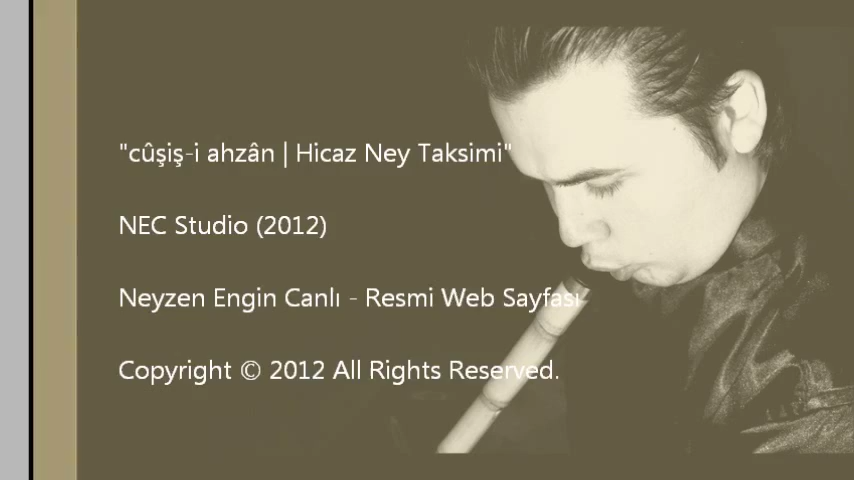 "cûşiş-i ahzân | Hicaz Ney Taksimi"
NEC Studio (2012)
Neyzen Engin Canlı - Resmi Web Sayfası
Copyright © 2012 All Rights Reserved.